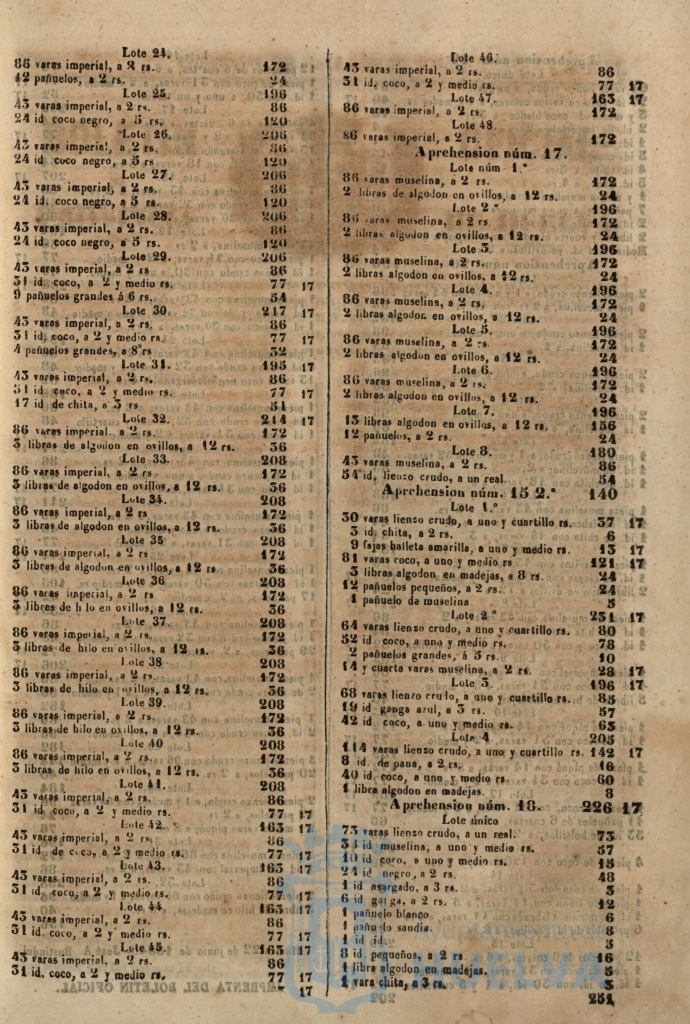 Lote 24.
86 varas imperial, a 2 rs. 172
12 pañuelos, a 2 rs. 24
Lote 25. 196
43 varas imperial, a 2 rs. 86
24 id coco negro, a 5 rs. 120
Lote 26. 206
43 varas imperial, a 2 rs. 86
24 id coco negro, a 5 rs 120
Lote 27. 206
43 varas imperial, a 2 rs. 86
24 id. coco negro, a 5 rs. 120
Lote 28. 206
43 varas imperial, a 2 rs. 86
24 id. coco negro, a 5 rs. 120
Lote 29. 206
43 varas imperial, a 2 rs 86
31 id. coco, a 2 y medio rs. 77 17
9 pañuelos grandes á 6 rs. 54
Lote 30. 217 17
43 varas imperial, a 2 rs. 86
31 id. coco, a 2 y medio rs. 77 17
4 pañuelos grandes, a 8 rs 32
Lote 31. 195 17
43 varas imperial, a 2 rs. 86
31 id. coco, a 2 y medio rs. 77 17
17 id de chita, a 3 rs 51
Lote 32. 214 17
86 varas imperial, a 2 rs. 172
3 libras de algodon en ovillos, a 12 rs. 36
Lote 33. 208
86 varas imperial, a 2 rs. 172
3 libras de algodon en ovillos, a 12 rs. 36
Lote 34. 208
86 varas imperial, a 2 rs 172
3 libras de algodon en ovillos, a 12 rs. 36
Lote 35 208
86 varas imperial, a 2 rs 172
3 libras de algodon en ovillos, a 12 rs. 36
Lote 36 208
86 varas imperial, a 2 rs 172
3 libras de hilo en ovillos, a 12 rs. 36
Lote 37. 208
86 varas imperial, a 2 rs. 172
3 libras de hilo en ovillos, a 12 rs. 36
Lote 38 208
86 varas imperial, a 2 rs. 172
3 libras de hilo en ovillos, a 12 rs. 36
Lote 39. 208
86 varas imperial, a 2 rs. 172
3 libras de hilo en ovillos, a 12 rs. 36
Lote 40 208
86 varas imperial, a 2 rs. 172
3 libras de hilo en ovillos, a 12 rs. 36
Lote 41. 208
43 varas imperial, a 2 rs. 86
31 id. coco, a 2 y medio rs. 77 17
Lote 42. 163 17
43 varas imperial, a 2 rs. 86
31 id. de coco, a 2 y medio rs. 77 17
Lote 43. 163 17
43 varas imperial, a 2 rs. 86
31 id. coco, a 2 y medio rs. 77 17
Lote 44. 163 17
43 varas imperial, a 2 rs. 86
31 id. coco, a 2 y medio rs. 77 17
Lote 45. 163 17
43 varas imperial, a 2 rs. 86
31 id. coco, a 2 y medio rs. 77 17
17
Lote 46.
43 varas imperial, a 2 rs. 86
31 id. coco, a 2 y medio rs. 77 17
Lote 47. 163 17
86 varas imperial, a 2 rs. 172
Lote 48.
86 varas imperial, a 2 rs. 172
Aprehension núm. 17.
Lote núm 1.º
86 varas muselina, a 2 rs. 172
2 libras de algodon en ovillos, a 12 rs. 24
Lote 2º 196
86 varas muselina, a 2 rs 172
2 libras algodon en ovillos, a 12 rs. 24
Lote 3. 196
86 varas muselina, a 2 rs. 172
2 libras algodon en ovillos, a 12 rs. 24
Lote 4. 196
86 varas muselina, a 2 rs. 172
2 libras algodon en ovillos, a 12 rs. 24
Lote 5. 196
86 varas muselina, a 2 rs. 172
2 libras algodon en ovillos, a 12 rs. 24
Lote 6. 196
86 varas muselina, a 2 rs. 172
2 libras algodon en ovillos, a 12 rs. 24
Lote 7. 196
13 libras algodon en ovillos, a 12 rs. 156
12 pañuelos, a 2 rs. 24
Lote 8. 180
43 varas muselina, a 2 rs. 86
54 id, lienzo crudo, a un real. 54
Aprehension núm. 15 2.º 140
Lote 1.º
30 varas lienzo crudo, a uno y cuartillo rs. 37 17
3 id. chita, a 2 rs. 6
9 fajas balleta amarilla, a uno y medio rs. 13 17
81 varas coco, a uno y medio rs 121 17
3 libras algodon en madejas, a 8 rs. 24
12 pañuelos pequeños, a 2 rs. 24
1 pañuelo de muselina 5
Lote 2º 231 17
64 varas lienzo crudo, a uno y cuartillo rs. 80
52 id coco, a uno y medio rs. 78
2 pañuelos grandes, á 5 rs. 10
14 y cuarta varas muselina, a 2 rs. 28 17
Lote 3. 196 17
68 varas lienzo crudo, a uno y cuartillo rs. 85
19 id ganga azul, a 3 rs. 57
42 id coco, a uno y medio rs. 63
Lote 4. 205
114 varas lienzo crudo, a uno y cuartillo rs. 142 17
8 id. de pana, a 2 rs. 16
40 id. coco, a uno y medio rs 60
1 libra algodon en madejas. 8
Aprehension núm. 18. 226 17
Lote único
73 varas lienzo crudo, a un real. 73
38 id muselina, a uno y medio rs. 57
10 id coco, a uno y medio rs. 15
24 id negro, a 2 rs. 48
1 id asargado, a 3 rs. 3
6 id ganga, a 2 rs. 12
1 pañuelo blanco 6
1 pañuelo sandia. 8
1 id id. 5
8 id. pequeños, a 2 rs. 16
1 libra algodon en madejas. 5
1 vara chita, a 3 rs. 3
251